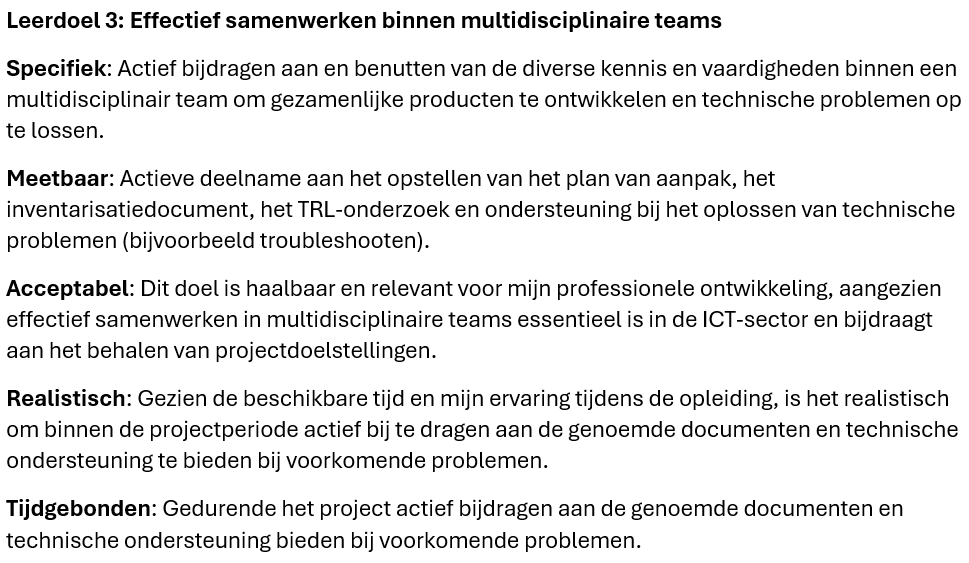 Leerdoel 3: Effectief samenwerken binnen multidisciplinaire teams
Specifiek: Actief bijdragen aan en benutten van de diverse kennis en vaardigheden binnen een
multidisciplinair team om gezamenlijke producten te ontwikkelen en technische problemen op
te lossen.
Meetbaar: Actieve deelname aan het opstellen van het plan van aanpak, het
inventarisatiedocument, het TRL-onderzoek en ondersteuning bij het oplossen van technische
problemen (bijvoorbeeld troubleshooten).
Acceptabel: Dit doel is haalbaar en relevant voor mijn professionele ontwikkeling, aangezien
effectief samenwerken in multidisciplinaire teams essentieel is in de ICT-sector en bijdraagt
aan het behalen van projectdoelstellingen.
Realistisch: Gezien de beschikbare tijd en mijn ervaring tijdens de opleiding, is het realistisch
om binnen de projectperiode actief bij te dragen aan de genoemde documenten en technische
ondersteuning te bieden bij voorkomende problemen.
Tijdgebonden: Gedurende het project actief bijdragen aan de genoemde documenten en
technische ondersteuning bieden bij voorkomende problemen.